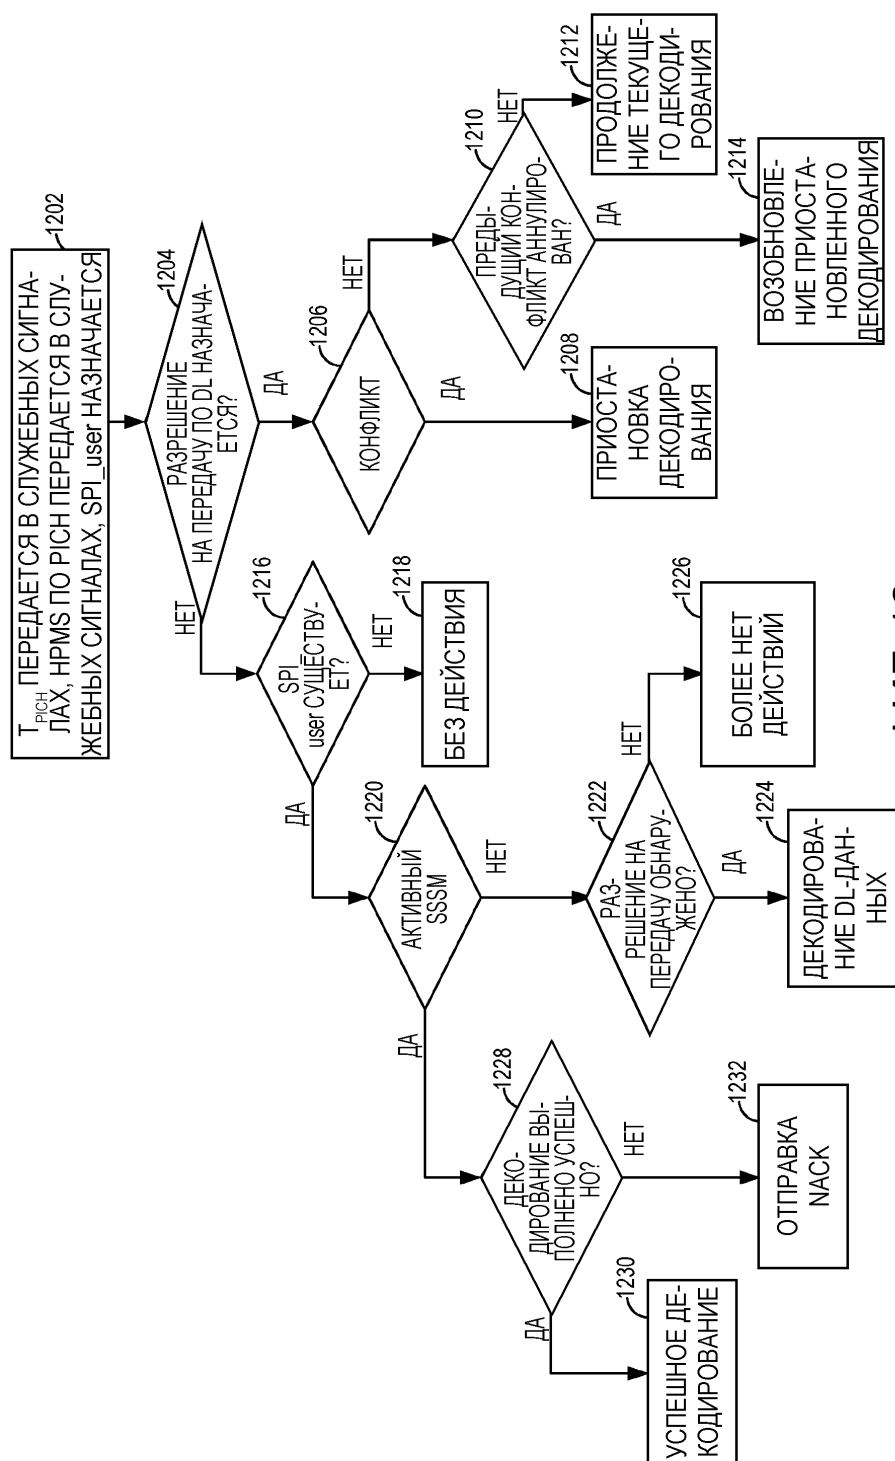 1202
T_PICH ПЕРЕДАЕТСЯ В СЛУЖЕБНЫХ СИГНА-
ЛАХ, HPMS ПО PICH ПЕРЕДАЕТСЯ В СЛУ-
ЖЕБНЫХ СИГНАЛАХ, SPI_user НАЗНАЧАЕТСЯ
1204
РАЗРЕШЕНИЕ
НА ПЕРЕДАЧУ ПО DL НАЗНАЧА-
ЕТСЯ?
НЕТ
ДА
1206
КОНФЛИКТ
НЕТ
ДА
1208
ПРИОСТА-
НОВКА
ДЕКОДИРО-
ВАНИЯ
1210
ПРЕДЫ-
ДУЩИЙ КОН-
ФЛИКТ АННУЛИРО-
ВАН?
НЕТ
ДА
1212
ПРОДОЛЖЕ-
НИЕ ТЕКУЩЕ-
ГО ДЕКОДИ-
РОВАНИЯ
1214
ВОЗОБНОВЛЕ-
НИЕ ПРИОСТА-
НОВЛЕННОГО
ДЕКОДИРОВАНИЯ
1216
SPI_
user СУЩЕСТВУ-
ЕТ?
НЕТ
ДА
1218
БЕЗ ДЕЙСТВИЯ
1220
АКТИВНЫЙ
SSSM
НЕТ
ДА
1222
РАЗ-
РЕШЕНИЕ НА
ПЕРЕДАЧУ ОБНАРУ-
ЖЕНО?
НЕТ
ДА
1224
ДЕКОДИРОВА-
НИЕ DL-ДАН-
НЫХ
1226
БОЛЕЕ НЕТ
ДЕЙСТВИЙ
1228
ДЕКО-
ДИРОВАНИЕ ВЫ-
ПОЛНЕНО УСПЕШ-
НО?
ДА
НЕТ
1230
УСПЕШНОЕ ДЕ-
КОДИРОВАНИЕ
1232
ОТПРАВКА
NACK